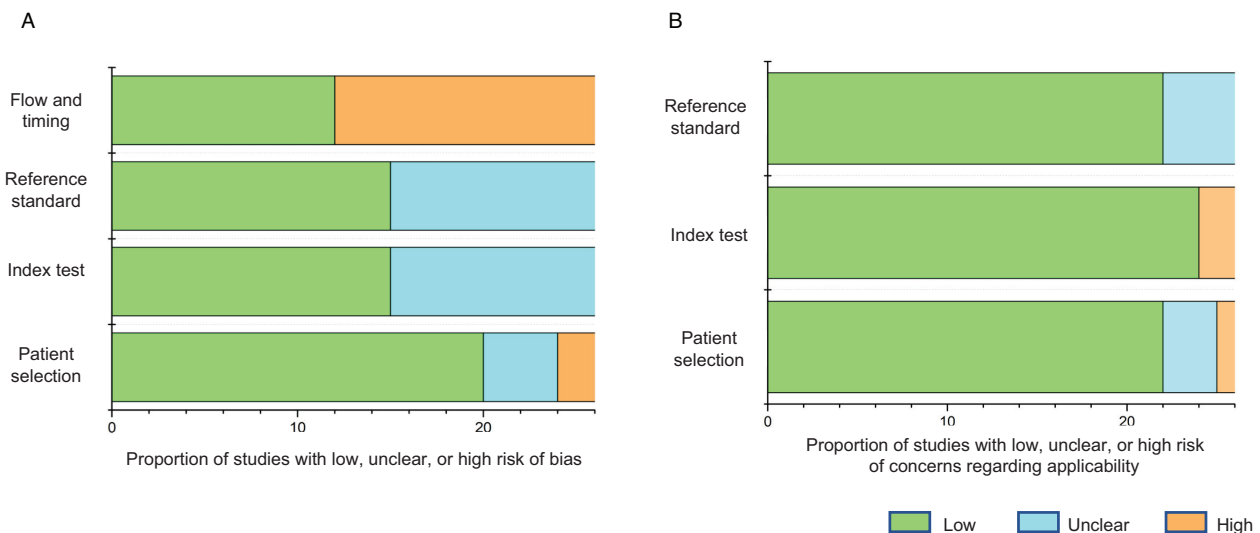 A
Flow and
timing
Reference
standard
Index test
Patient
selection
0
10
20
Proportion of studies with low, unclear, or high risk of bias
B
Reference
standard
Index test
Patient
selection
0
10
20
Proportion of studies with low, unclear, or high risk
of concerns regarding applicability
Low
Unclear
High